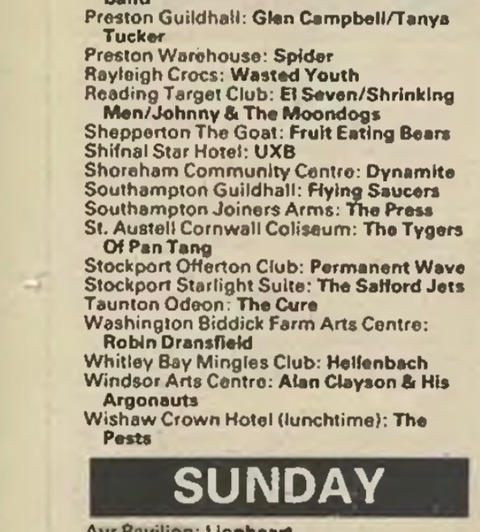 Band
Preston Guildhall: Glen Campbell/Tanya
Tucker
Preston Warehouse: Spider
Rayleigh Crocs: Wasted Youth
Reading Target Club: El Seven/Shrinking
Men/Johnny & The Moondogs
Shepperton The Goat: Fruit Eating Bears
Shifnal Star Hotel: UXB
Shoreham Community Centre: Dynamite
Southampton Guildhall: Flying Saucers
Southampton Joiners Arms: The Press
St. Austell Cornwall Coliseum: The Tygers
Of Pan Tang
Stockport Offerton Club: Permanent Wave
Stockport Starlight Suite: The Salford Jets
Taunton Odeon: The Cure
Washington Biddick Farm Arts Centre:
Robin Dransfield
Whitley Bay Mingles Club: Hellenbach
Windsor Arts Centre: Alan Clayson & His
Argonauts
Wishaw Crown Hotel (lunchtime): The
Pests
SUNDAY
Ayr Pavilion: Lionheart